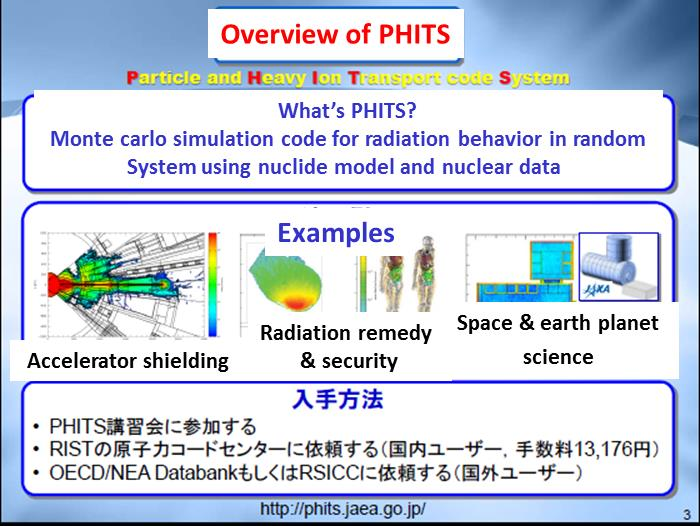 Overview of PHITS
Particle and Heavy Ion Transport code System
What's PHITS?
Monte carlo simulation code for radiation behavior in random
System using nuclide model and nuclear data
Examples
JAXA
Accelerator shielding
Radiation remedy
& security
Space & earth planet
science
入手方法
• PHITS講習会に参加する
• RISTの原子力コードセンターに依頼する(国内ユーザー，手数料13,176円)
• OECD/NEA DatabankもしくはRSICCに依頼する(国外ユーザー)
http://phits.jaea.go.jp/
3